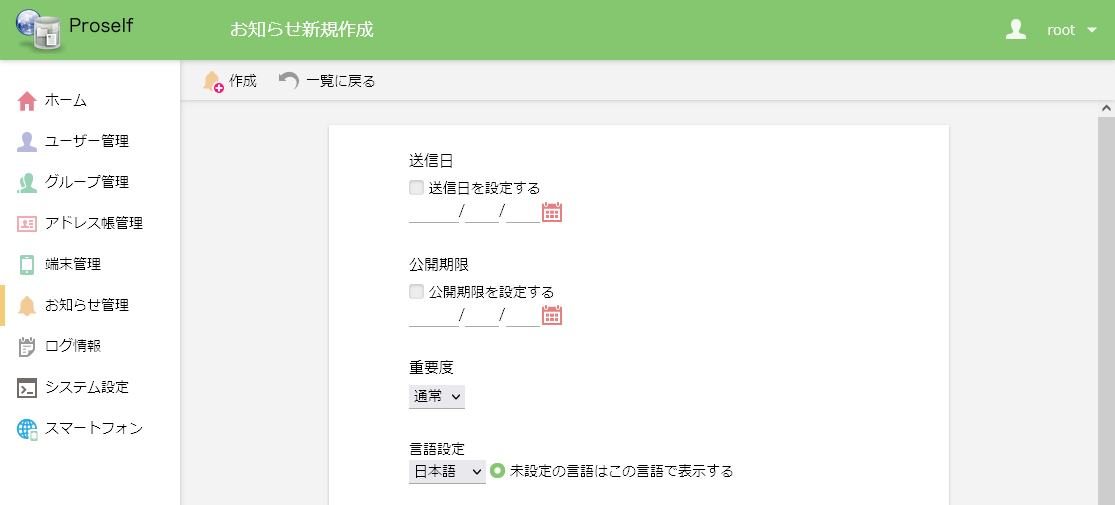 Proself
お知らせ新規作成
root
作成
一覧に戻る
ホーム
ユーザー管理
グループ管理
アドレス帳管理
端末管理
お知らせ管理
ログ情報
システム設定
スマートフォン
送信日
送信日を設定する
/ /
公開期限
公開期限を設定する
/ /
重要度
通常
言語設定
日本語 未設定の言語はこの言語で表示する